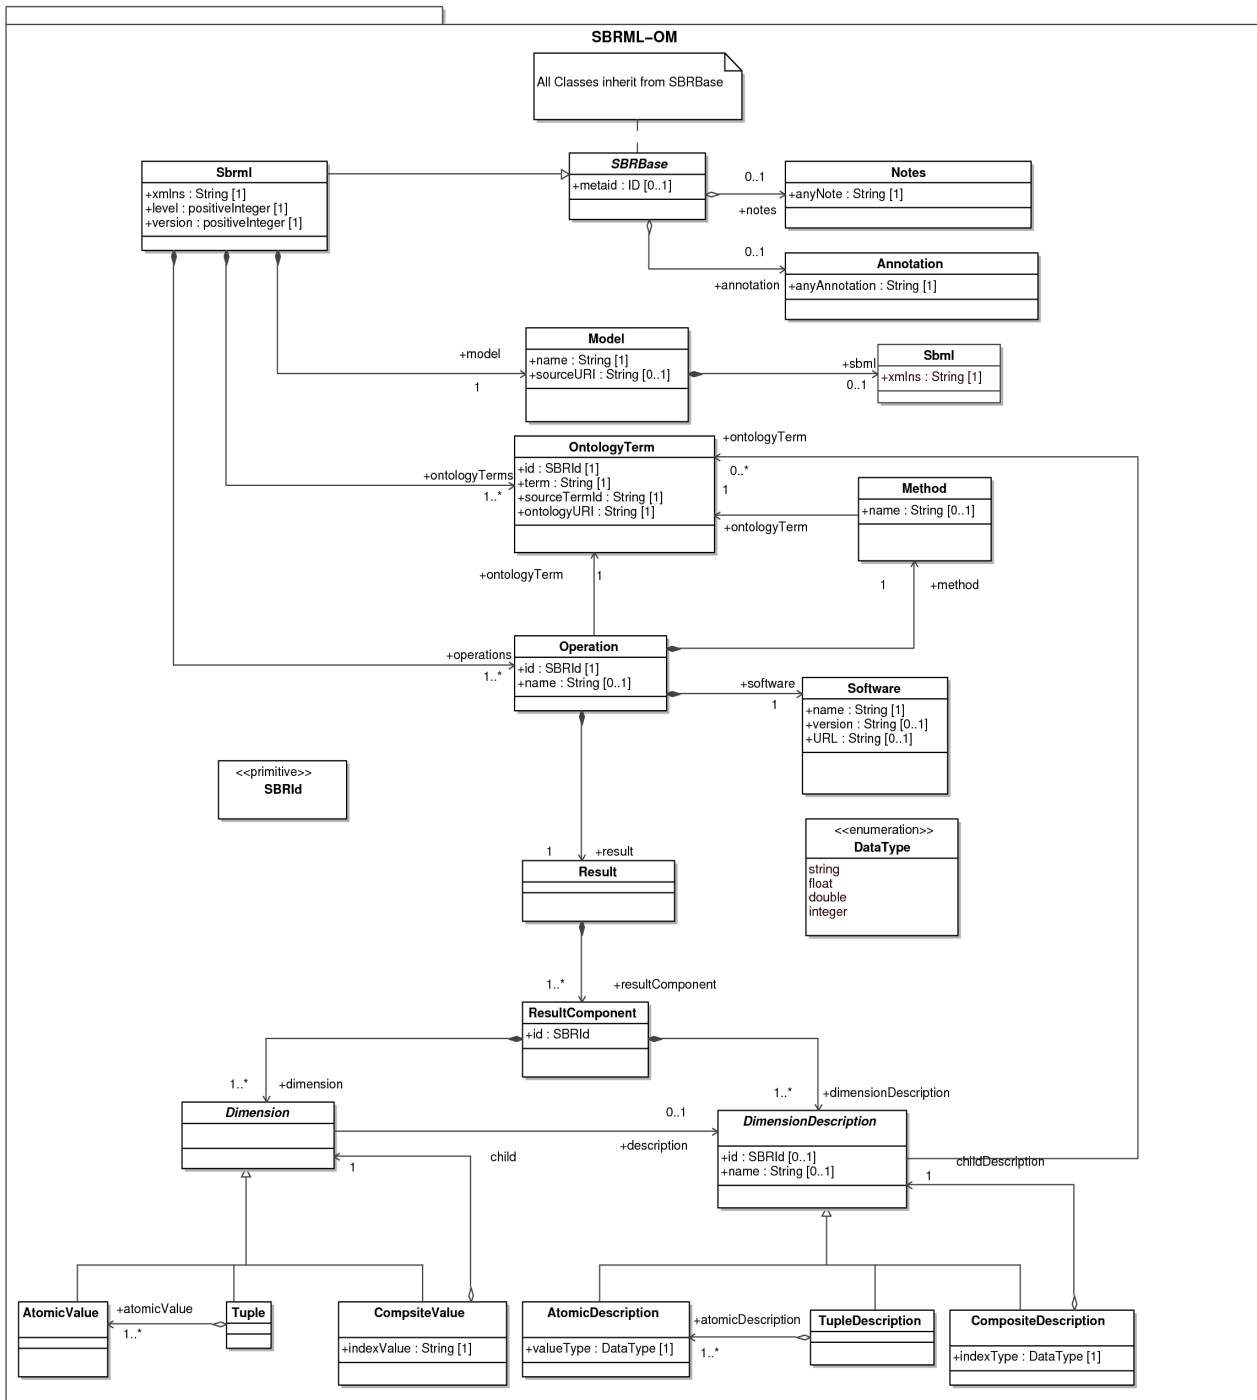 SBRML-OM
All Classes inherit from SBRBase
Sbrml
+xmlns : String [1]
+level : positiveInteger [1]
+version : positiveInteger [1]
SBRBase
+metaid : ID [0..1]
0..1
+notes
Notes
+anyNote : String [1]
0..1
+annotation
Annotation
+anyAnnotation : String [1]
+model
1
Model
+name : String [1]
+sourceURI : String [0..1]
+sbml
0..1
Sbml
+xmlns : String [1]
+ontologyTerms
1..*
OntologyTerm
+id : SBRId [1]
+term : String [1]
+sourceTermId : String [1]
+ontologyURI : String [1]
+ontologyTerm
0..*
1
+ontologyTerm
Method
+name : String [0..1]
+ontologyTerm
1
1
+method
+operations
1..*
Operation
+id : SBRId [1]
+name : String [0..1]
+software
1
Software
+name : String [1]
+version : String [0..1]
+URL : String [0..1]
<<primitive>>
SBRId
<<enumeration>>
DataType
string
float
double
integer
1
+result
Result
1..*
+resultComponent
ResultComponent
+id : SBRId
1..*
+dimension
1..*
+dimensionDescription
Dimension
0..1
+description
DimensionDescription
+id : SBRId [0..1]
+name : String [0..1]
child
1
childDescription
1
AtomicValue
+atomicValue
1..*
Tuple
CompsiteValue
+indexValue : String [1]
AtomicDescription
+valueType : DataType [1]
+atomicDescription
1..*
TupleDescription
CompositeDescription
+indexType : DataType [1]